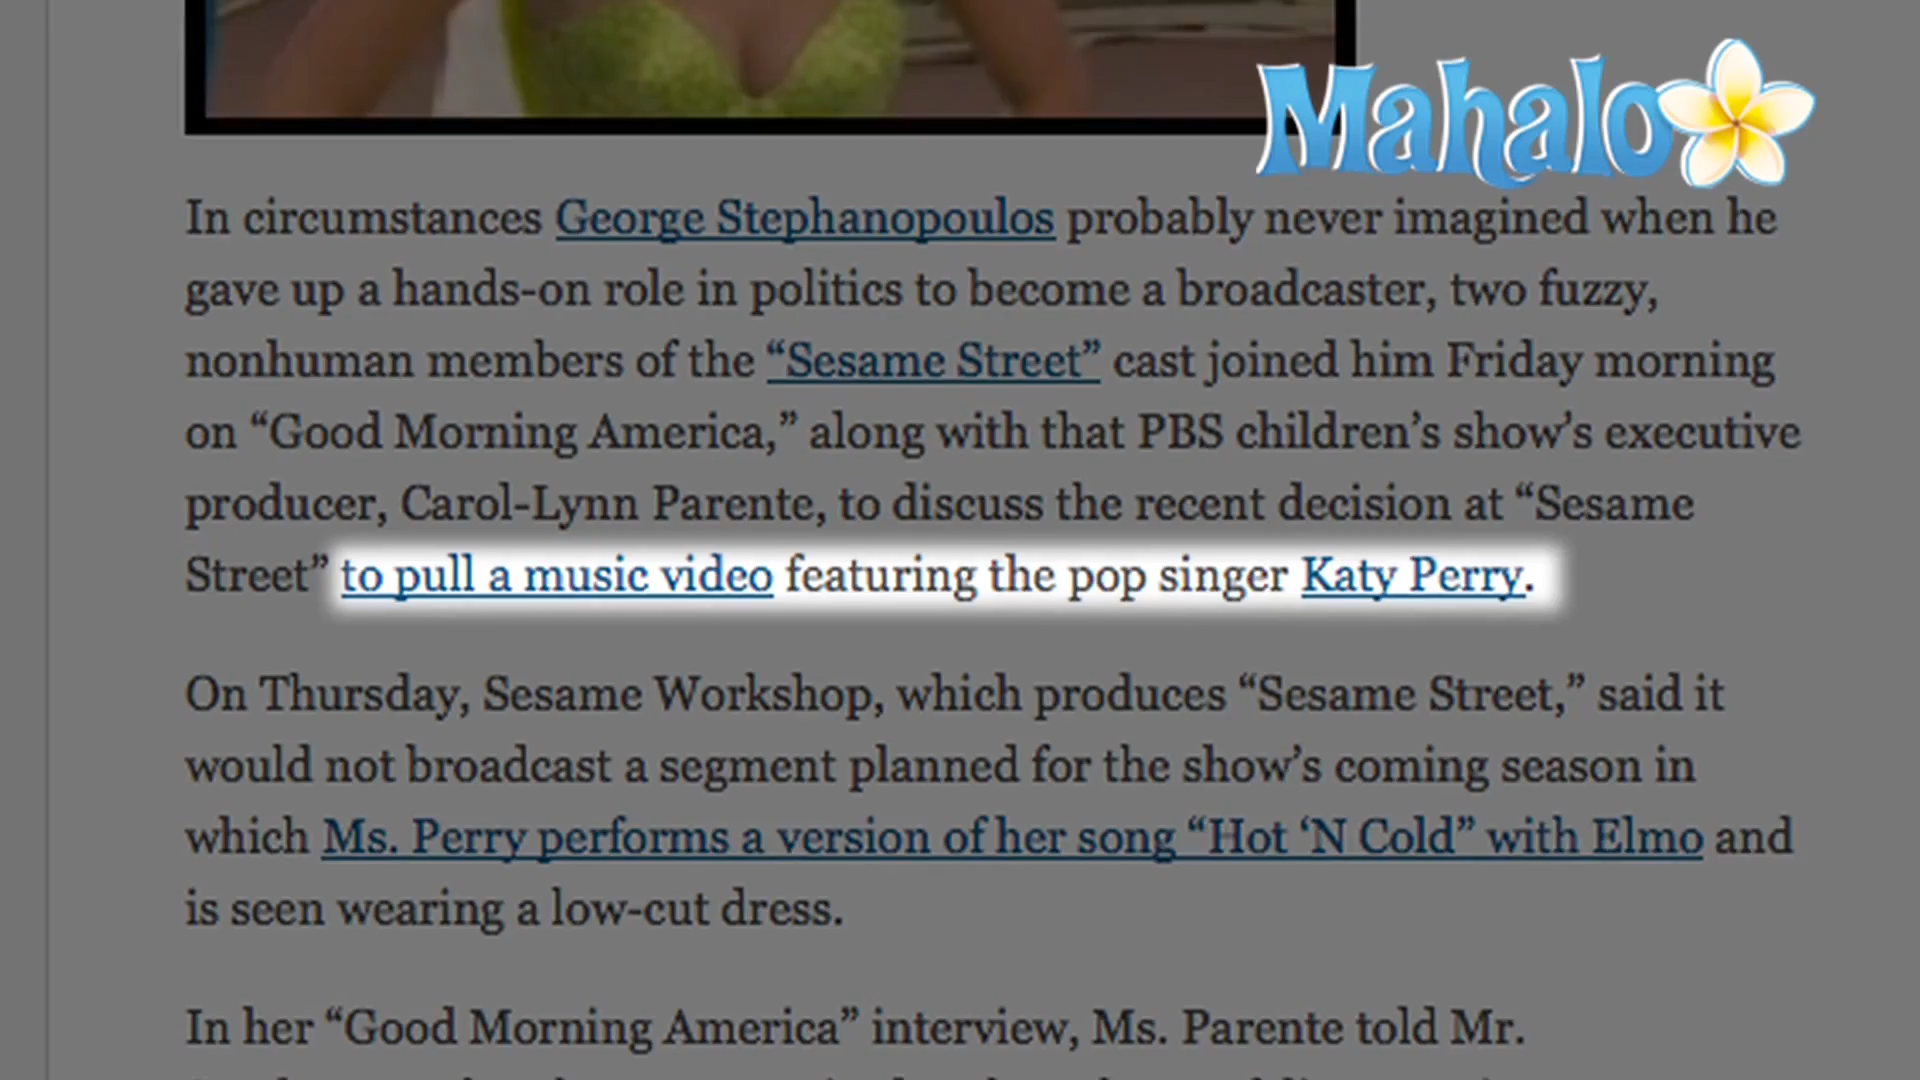 Mahalo
In circumstances George Stephanopoulos probably never imagined when he
gave up a hands-on role in politics to become a broadcaster, two fuzzy,
nonhuman members of the “Sesame Street” cast joined him Friday morning
on “Good Morning America,” along with that PBS children’s show’s executive
producer, Carol-Lynn Parente, to discuss the recent decision at “Sesame
Street” to pull a music video featuring the pop singer Katy Perry.
On Thursday, Sesame Workshop, which produces “Sesame Street,” said it
would not broadcast a segment planned for the show’s coming season in
which Ms. Perry performs a version of her song “Hot ‘N Cold” with Elmo and
is seen wearing a low-cut dress.
In her “Good Morning America” interview, Ms. Parente told Mr.